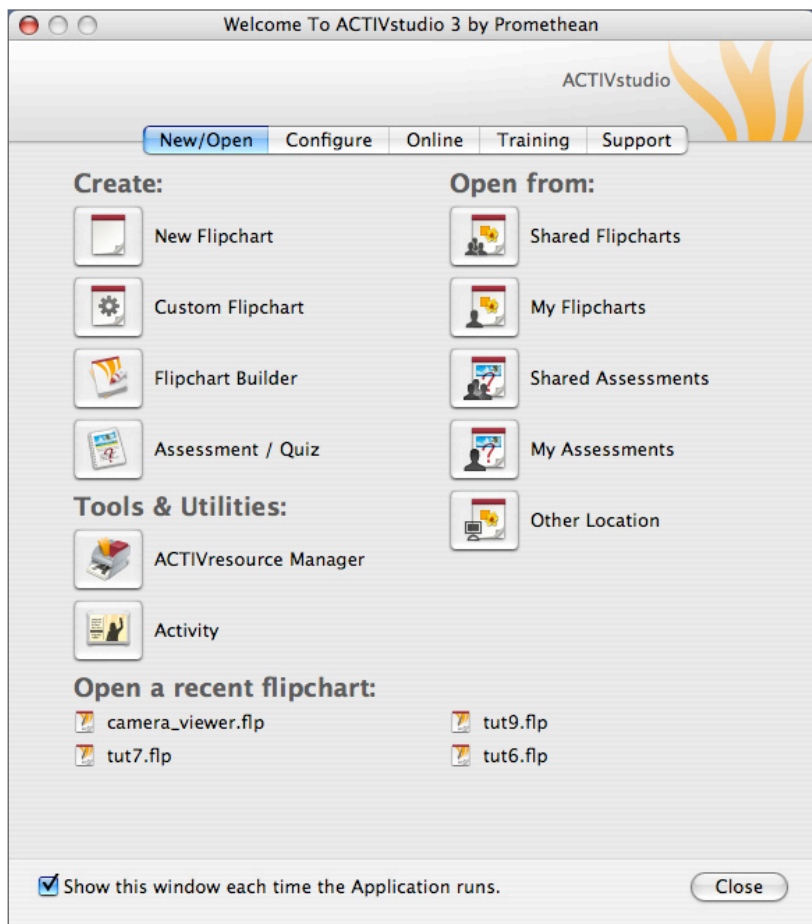 Welcome To ACTIVstudio 3 by Promethean
ACTIVstudio
New/Open Configure Online Training Support
Create:
New Flipchart
Custom Flipchart
Flipchart Builder
Assessment / Quiz
Tools & Utilities:
ACTIVresource Manager
Activity
Open from:
Shared Flipcharts
My Flipcharts
Shared Assessments
My Assessments
Other Location
Open a recent flipchart:
camera_viewer.flp
tut7.flp
tut9.flp
tut6.flp
Show this window each time the Application runs.
Close